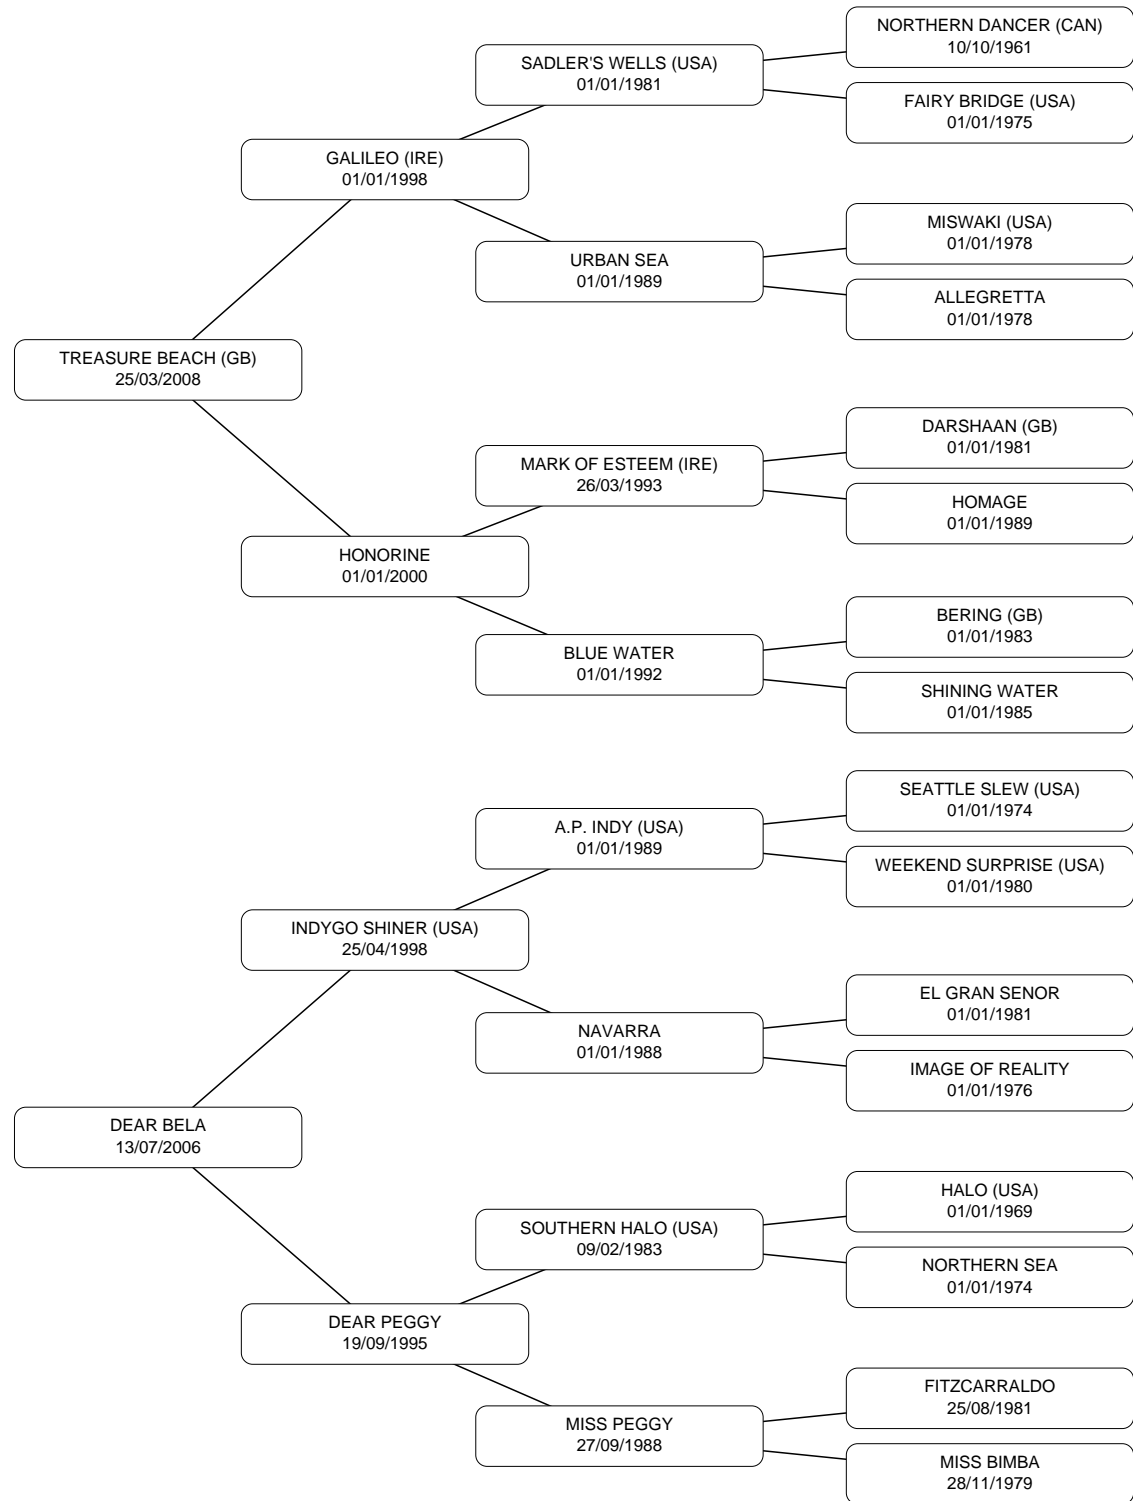 NORTHERN DANCER (CAN)
10/10/1961
SADLER'S WELLS (USA)
01/01/1981
FAIRY BRIDGE (USA)
01/01/1975
GALILEO (IRE)
01/01/1998
MISWAKI (USA)
01/01/1978
URBAN SEA
01/01/1989
ALLEGRETTA
01/01/1978
TREASURE BEACH (GB)
25/03/2008
DARSHAAN (GB)
01/01/1981
MARK OF ESTEEM (IRE)
26/03/1993
HOMAGE
01/01/1989
HONORINE
01/01/2000
BERING (GB)
01/01/1983
BLUE WATER
01/01/1992
SHINING WATER
01/01/1985
SEATTLE SLEW (USA)
01/01/1974
A.P. INDY (USA)
01/01/1989
WEEKEND SURPRISE (USA)
01/01/1980
INDYGO SHINER (USA)
25/04/1998
EL GRAN SENOR
01/01/1981
NAVARRA
01/01/1988
IMAGE OF REALITY
01/01/1976
DEAR BELA
13/07/2006
HALO (USA)
01/01/1969
SOUTHERN HALO (USA)
09/02/1983
NORTHERN SEA
01/01/1974
DEAR PEGGY
19/09/1995
FITZCARRALDO
25/08/1981
MISS PEGGY
27/09/1988
MISS BIMBA
28/11/1979